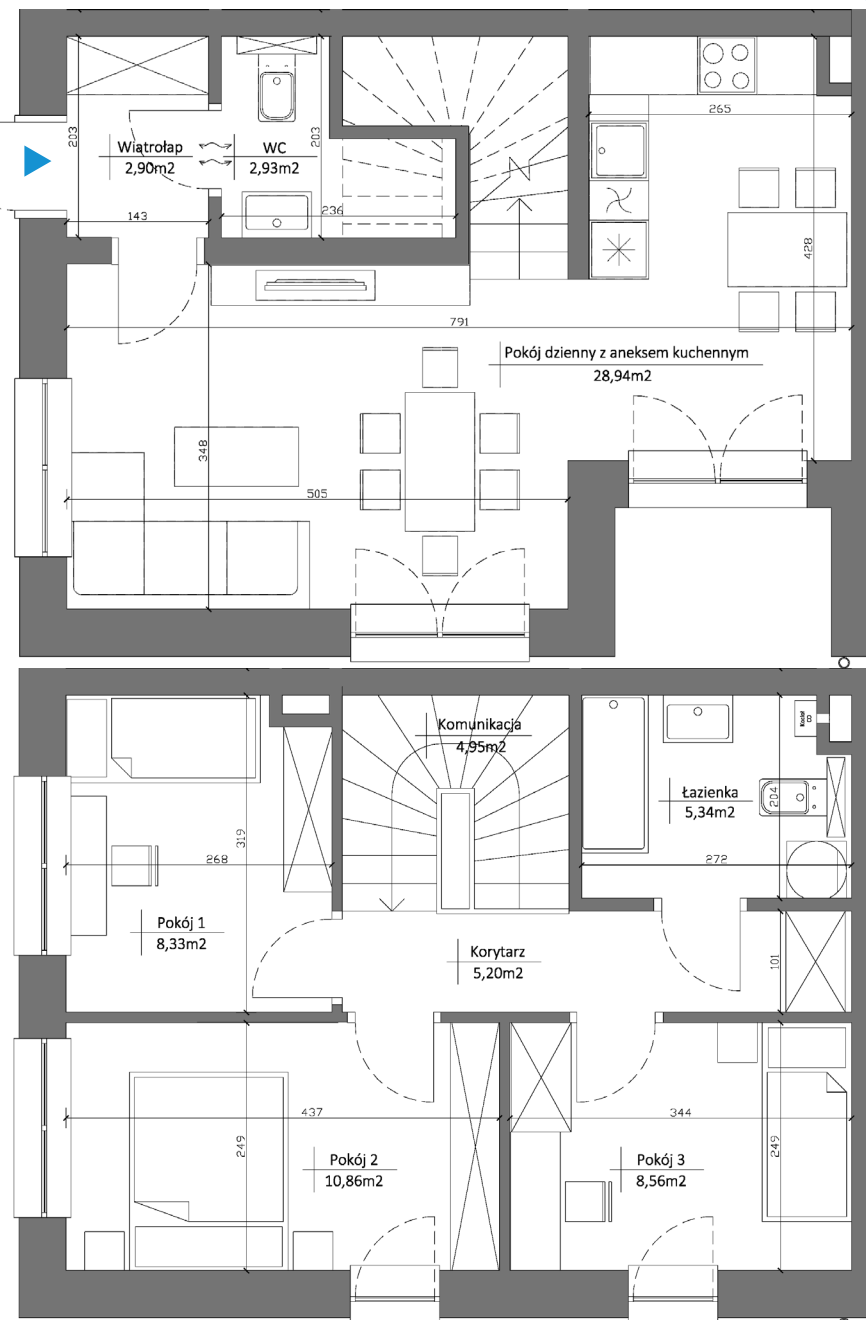 265
203
Wiatrołap
2,90m2
WC
2,93m2
203
143
236
428
791
Pokój dzienny z aneksem kuchennym
28,94m2
348
505
Komunikacja
4,95m2
Kocioł
Łazienka
5,34m2
204
319
268
272
Pokój 1
8,33m2
Korytarz
5,20m2
101
437
344
249
249
Pokój 2
10,86m2
Pokój 3
8,56m2